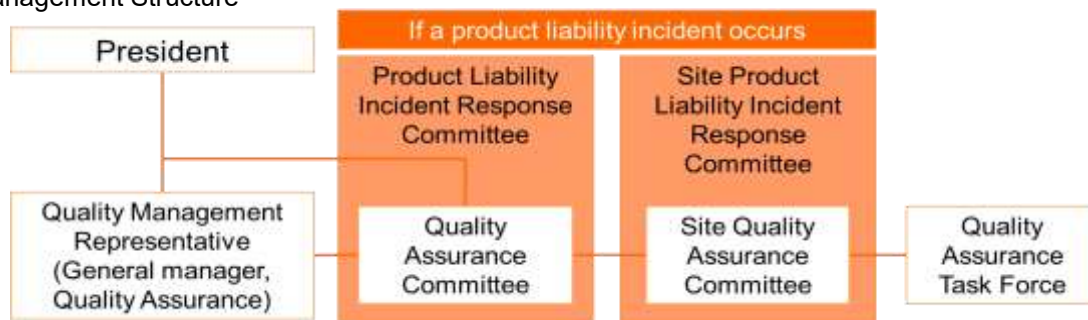 nagement Structure
President
If a product liability incident occurs
Product Liability
Incident Response
Committee
Site Product
Liability Incident
Response
Committee
Quality Management
Representative
(General manager,
Quality Assurance)
Quality
Assurance
Committee
Site Quality
Assurance
Committee
Quality
Assurance
Task Force